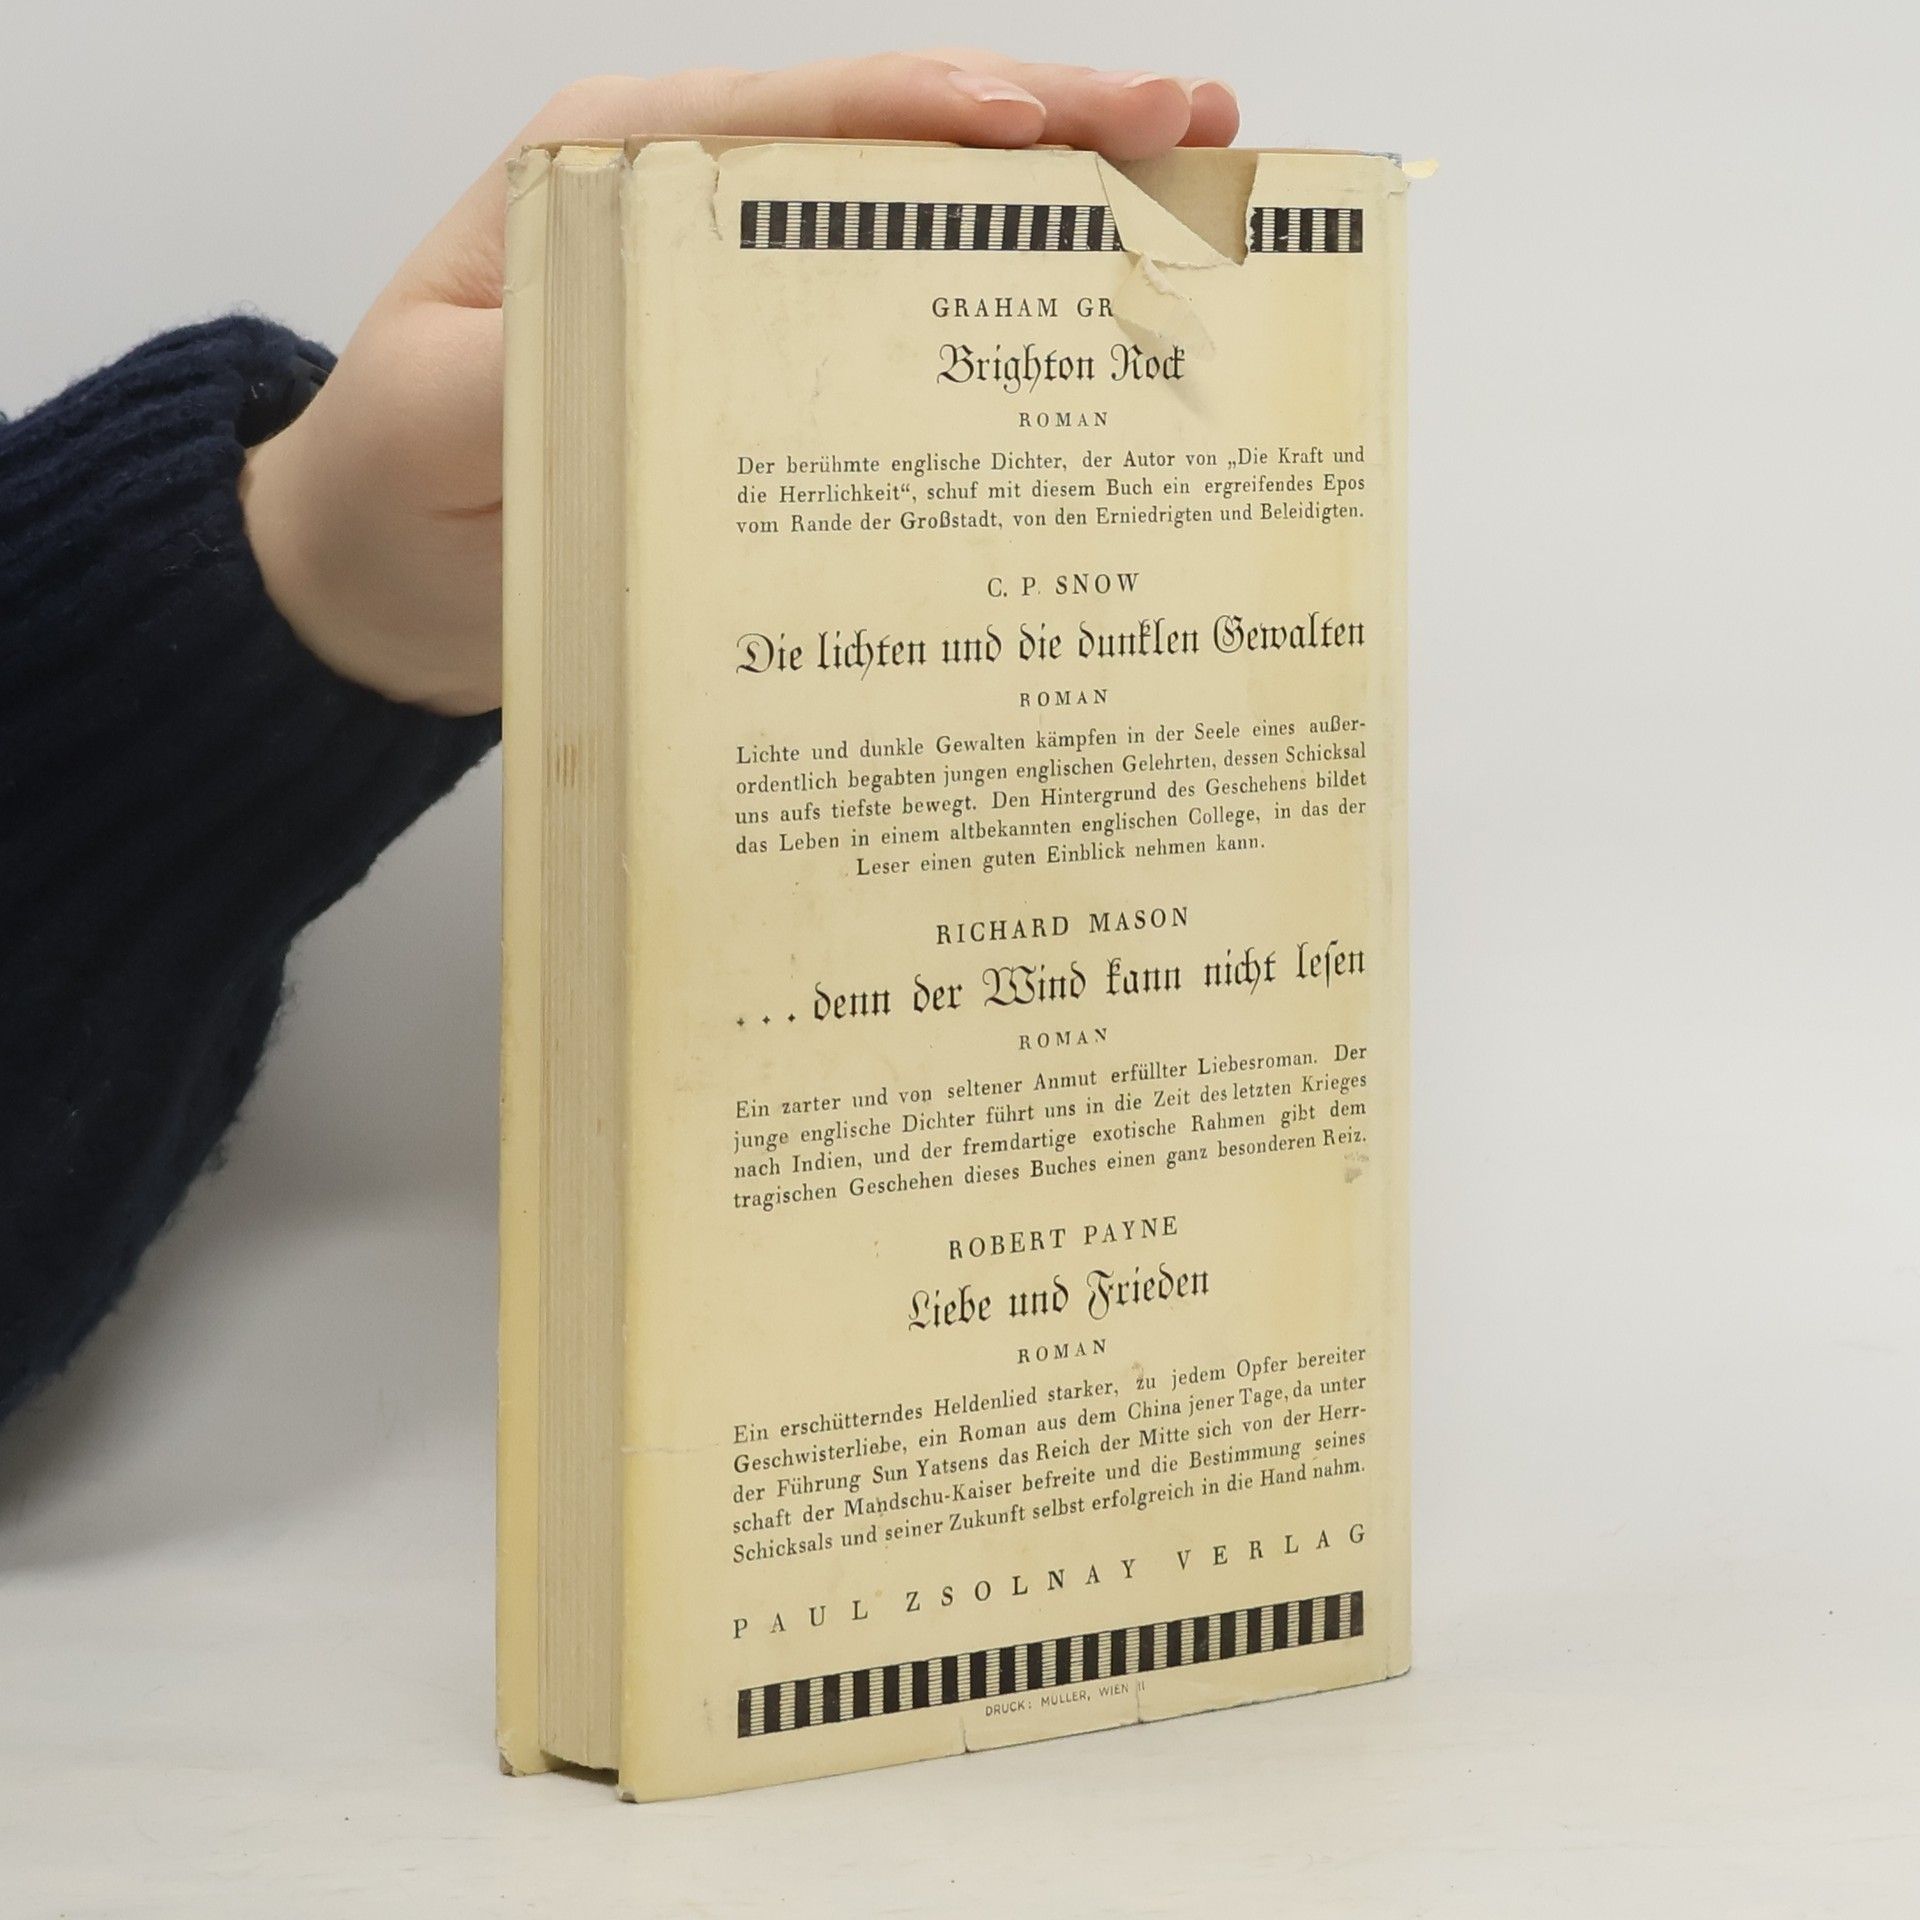 GRAHAM GR
Brighton Rock
ROMAN
Der berühmte englische Dichter, der Autor von „Die Kraft und
die Herrlichkeit“, schuf mit diesem Buch ein ergreifendes Epos
vom Rande der Großstadt, von den Erniedrigten und Beleidigten.
C. P. SNOW
Die lichten und die dunklen Gewalten
ROMAN
Lichte und dunkle Gewalten kämpfen in der Seele eines außer-
ordentlich begabten jungen englischen Gelehrten, dessen Schicksal
uns aufs tiefste bewegt. Den Hintergrund des Geschehens bildet
das Leben in einem altbekannten englischen College, in das der
Leser einen guten Einblick nehmen kann.
RICHARD MASON
... denn der Wind kann nicht leſen
ROMAN
Ein zarter und von seltener Anmut erfüllter Liebesroman. Der
junge englische Dichter führt uns in die Zeit des letzten Krieges
nach Indien, und der fremdartige exotische Rahmen gibt dem
tragischen Geschehen dieses Buches einen ganz besonderen Reiz.
ROBERT PAYNE
Liebe und Frieden
ROMAN
Ein erschütterndes Heldenlied starker, zu jedem Opfer bereiter
Geschwisterliebe, ein Roman aus dem China jener Tage, da unter
der Führung Sun Yatsens das Reich der Mitte sich von der Herr-
schaft der Mandschu-Kaiser befreite und die Bestimmung seines
Schicksals und seiner Zukunft selbst erfolgreich in die Hand nahm.
PAUL ZSOLNAY VERLAG
DRUCK: MÜLLER, WIEN II